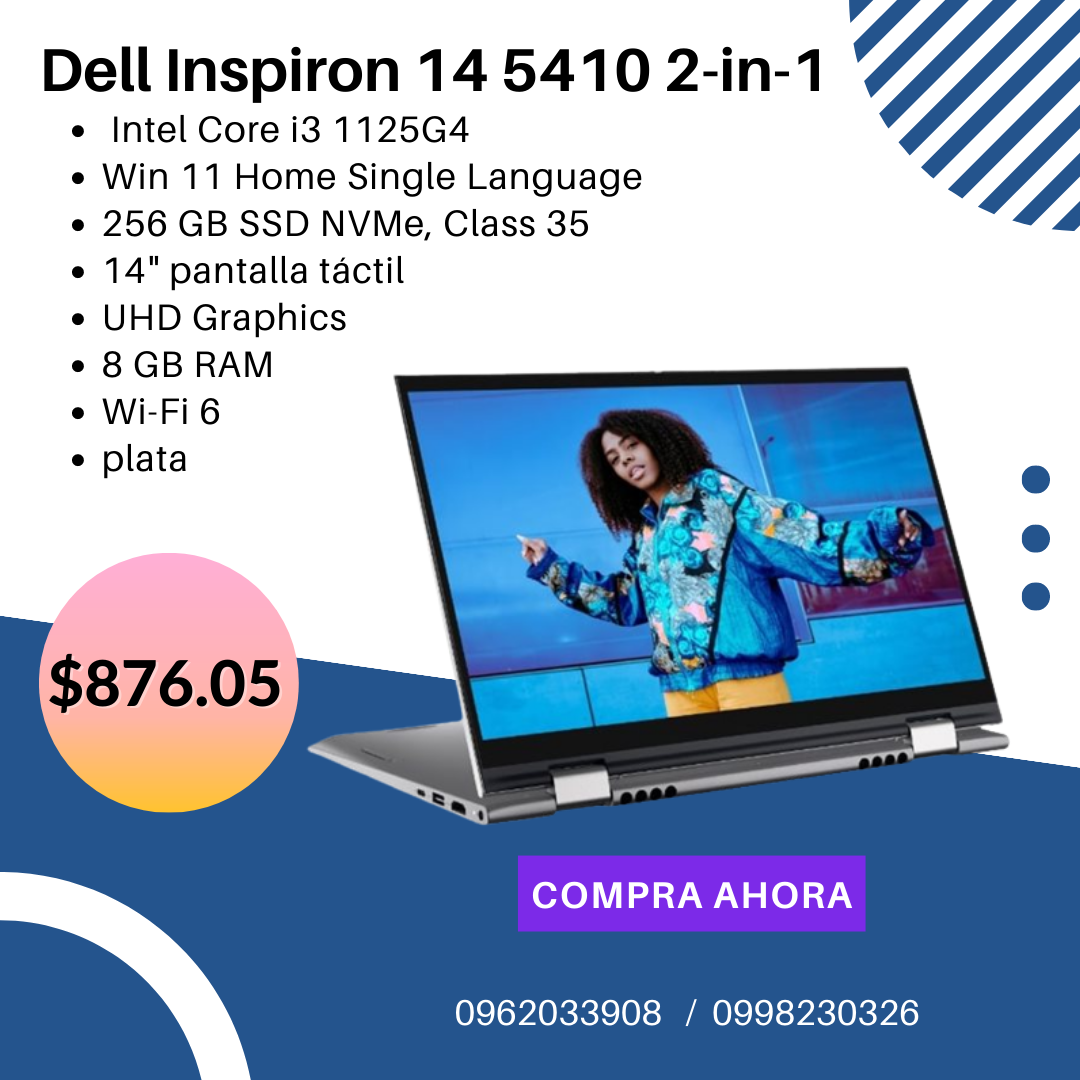 Dell Inspiron 14 5410 2-in-1
• Intel Core i3 1125G4
• Win 11 Home Single Language
• 256 GB SSD NVMe, Class 35
• 14" pantalla táctil
• UHD Graphics
• 8 GB RAM
• Wi-Fi 6
• plata
$876.05
COMPRA AHORA
0962033908 / 0998230326